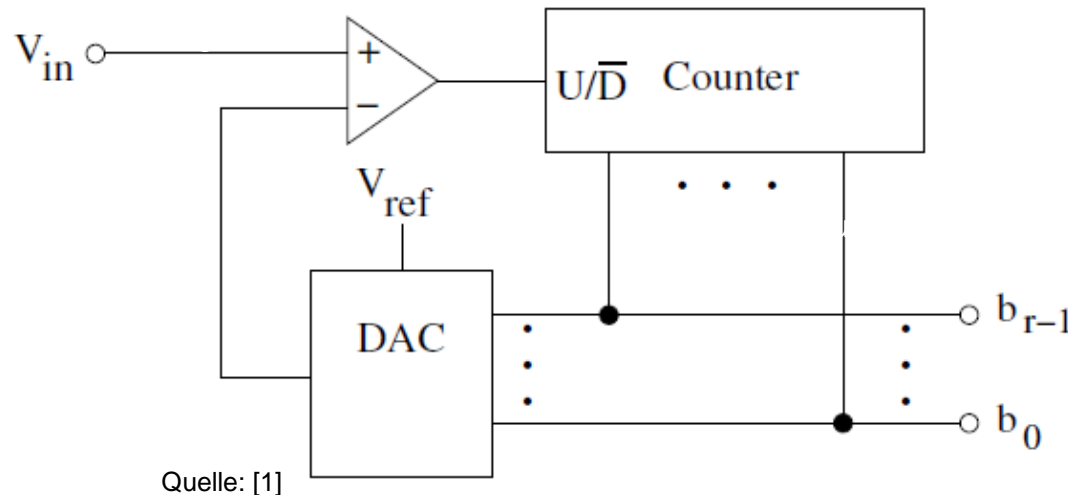 V_in
+
−
U/D̅ Counter
V_ref
DAC
b_r−1
b_0
Quelle: [1]